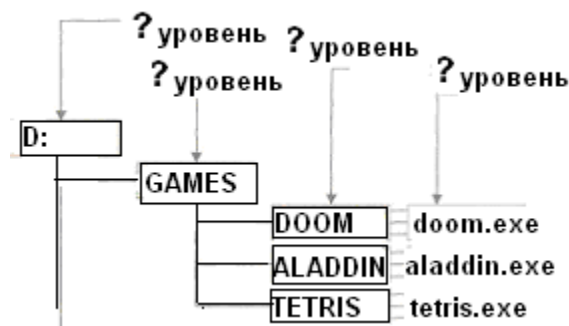 ? уровень
? уровень
? уровень
? уровень
D:
GAMES
DOOM doom.exe
ALADDIN aladdin.exe
TETRIS tetris.exe